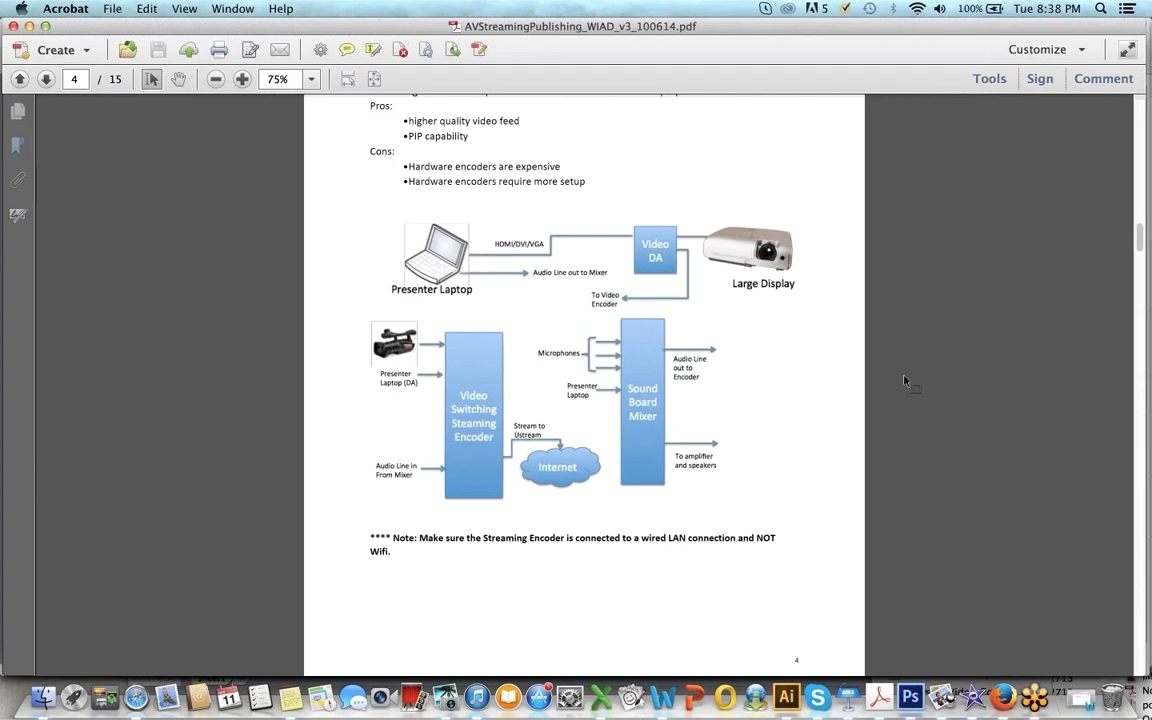 Acrobat File Edit View Window Help
5
100%
Tue 8:38 PM
AVStreamingPublishing_WIAD_v3_100614.pdf
Create
Customize
4 / 15
75%
Tools Sign Comment
Pros:
•higher quality video feed
•PIP capability
Cons:
•Hardware encoders are expensive
•Hardware encoders require more setup
HDMI/DVI/VGA
Video
DA
Audio Line out to Mixer
Presenter Laptop
Large Display
To Video
Encoder
Presenter
Laptop (DA)
Video
Switching
Steaming
Encoder
Audio Line in
From Mixer
Stream to
Ustream
Internet
Microphones
Presenter
Laptop
Sound
Board
Mixer
Audio Line
out to
Encoder
To amplifier
and speakers
**** Note: Make sure the Streaming Encoder is connected to a wired LAN connection and NOT
Wifi.
4
11
Ai
Ps